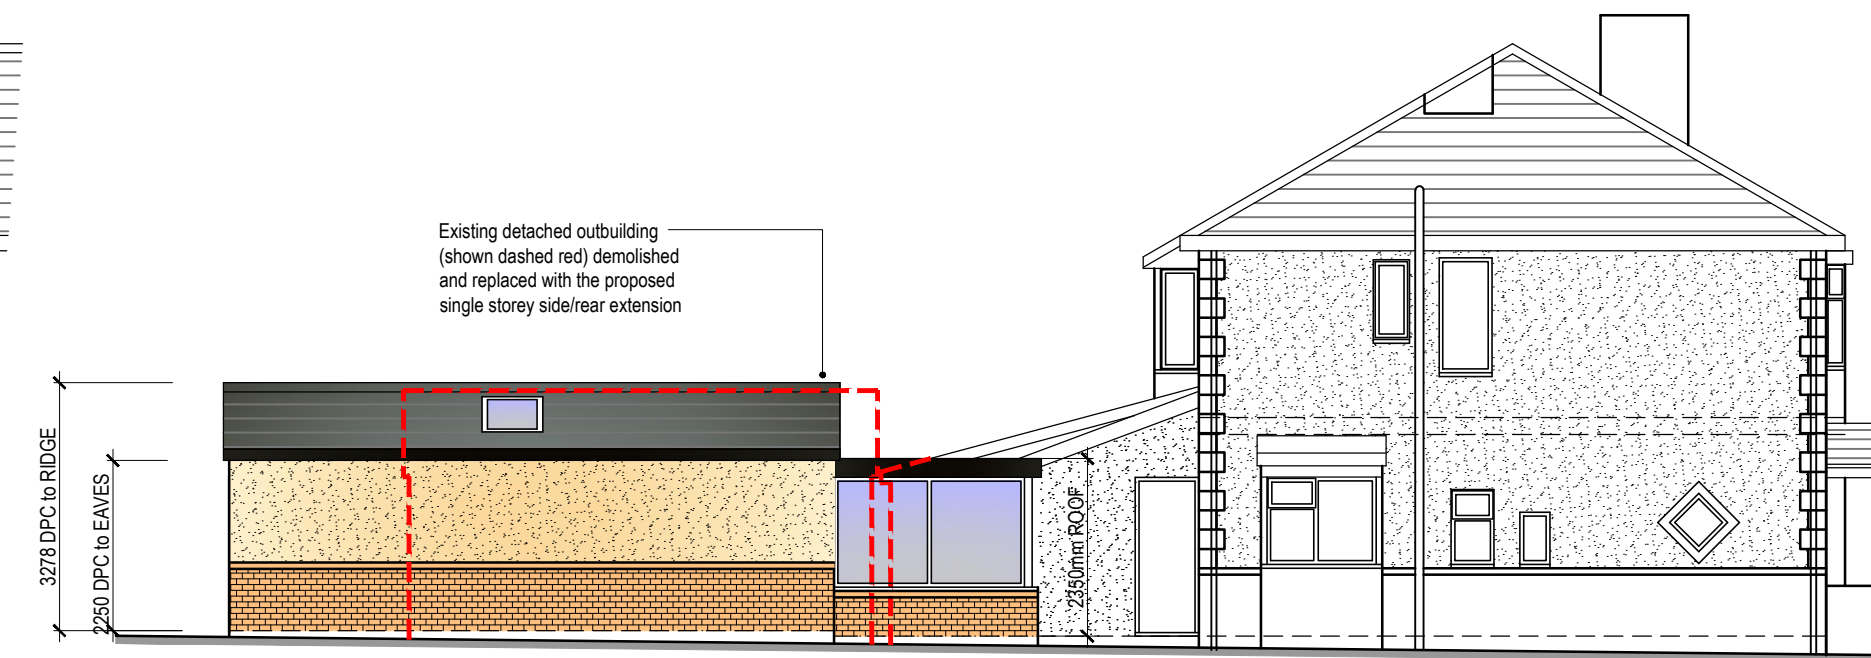 Existing detached outbuilding
(shown dashed red) demolished
and replaced with the proposed
single storey side/rear extension
3278 DPC to RIDGE
2250 DPC to EAVES
2350mm ROOF